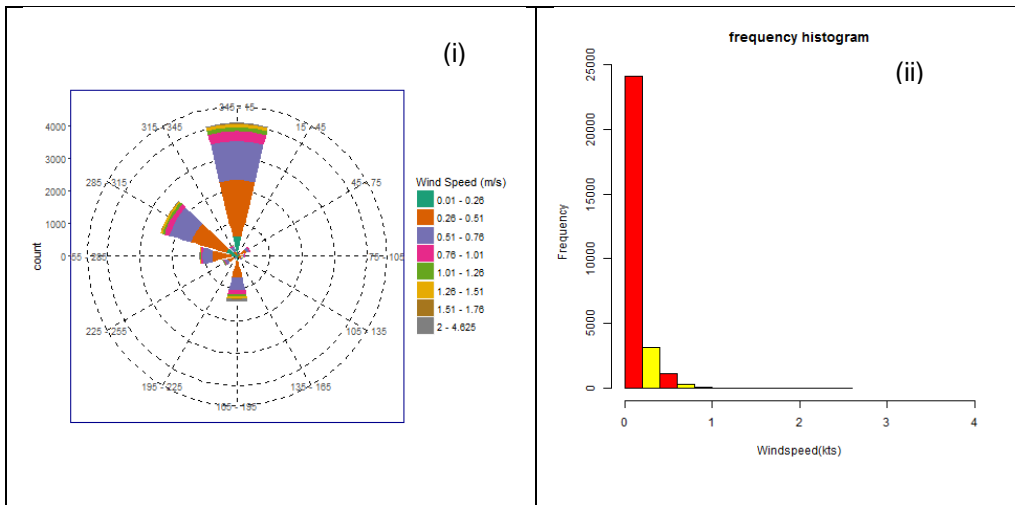 (i)
345 - 15
15 - 45
45 - 75
75 - 105
105 - 135
135 - 165
165 - 195
195 - 225
225 - 255
55 - 285
285 - 315
315 - 345
4000
3000
2000
1000
0
count
Wind Speed (m/s)
0.01 - 0.26
0.26 - 0.51
0.51 - 0.76
0.76 - 1.01
1.01 - 1.26
1.26 - 1.51
1.51 - 1.76
2 - 4.625
frequency histogram
(ii)
25000
20000
15000
10000
5000
0
Frequency
0 1 2 3 4
Windspeed(kts)